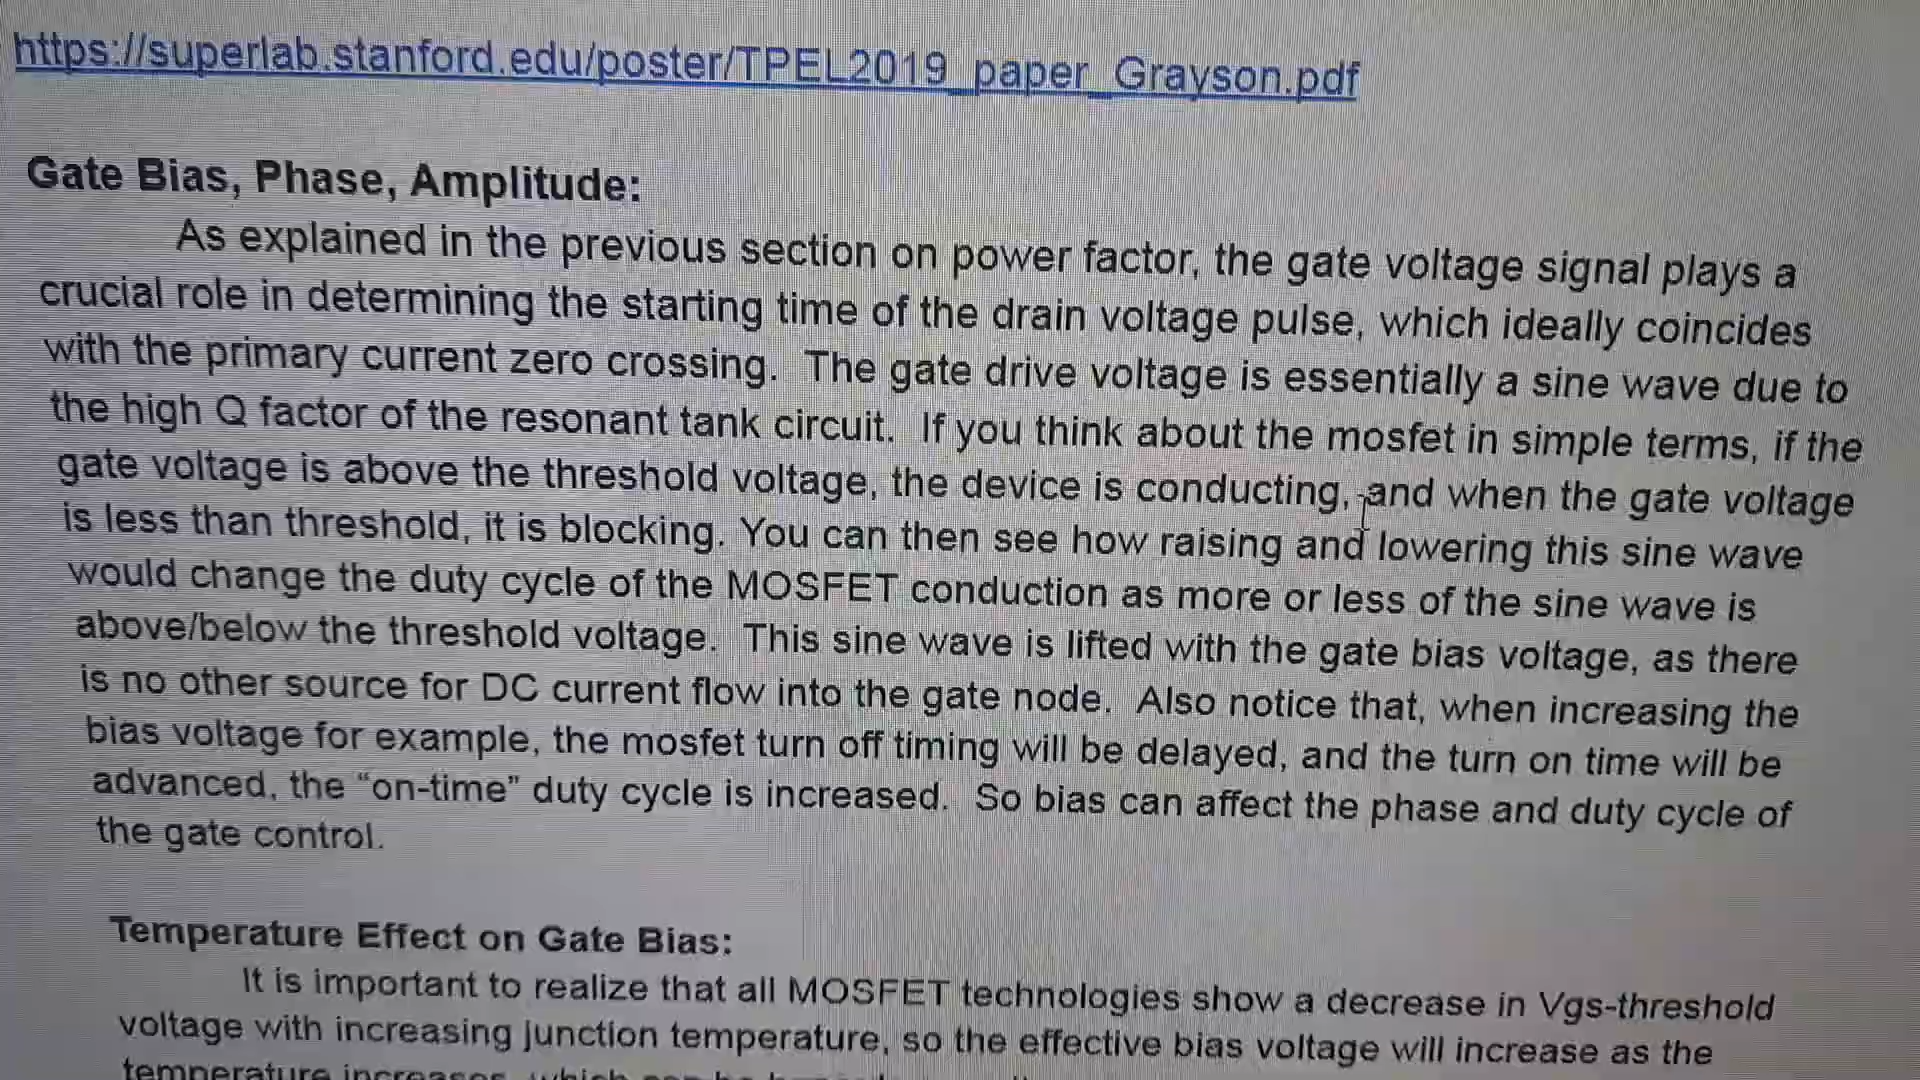 https://superlab.stanford.edu/poster/TPEL2019_paper_Grayson.pdf
Gate Bias, Phase, Amplitude:
As explained in the previous section on power factor, the gate voltage signal plays a
crucial role in determining the starting time of the drain voltage pulse, which ideally coincides
with the primary current zero crossing. The gate drive voltage is essentially a sine wave due to
the high Q factor of the resonant tank circuit. If you think about the mosfet in simple terms, if the
gate voltage is above the threshold voltage, the device is conducting, and when the gate voltage
is less than threshold, it is blocking. You can then see how raising and lowering this sine wave
would change the duty cycle of the MOSFET conduction as more or less of the sine wave is
above/below the threshold voltage. This sine wave is lifted with the gate bias voltage, as there
is no other source for DC current flow into the gate node. Also notice that, when increasing the
bias voltage for example, the mosfet turn off timing will be delayed, and the turn on time will be
advanced, the “on-time” duty cycle is increased. So bias can affect the phase and duty cycle of
the gate control.
Temperature Effect on Gate Bias:
It is important to realize that all MOSFET technologies show a decrease in Vgs-threshold
voltage with increasing junction temperature, so the effective bias voltage will increase as the
temperature increases, which can be